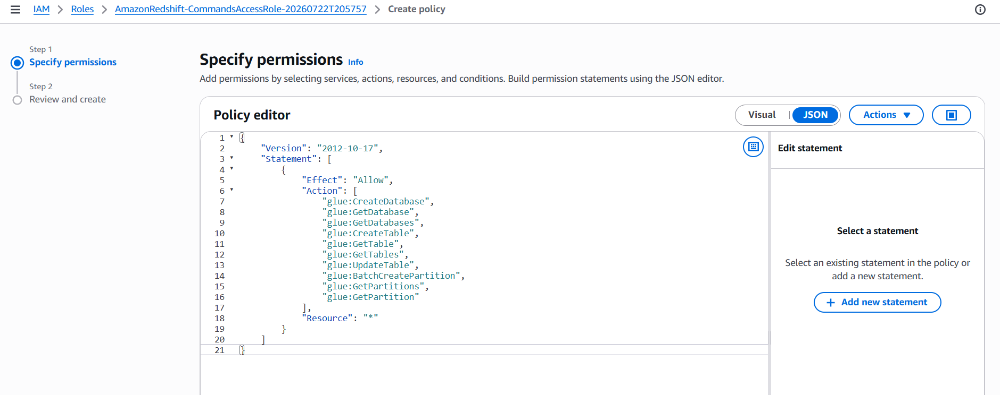 IAM > Roles > AmazonRedshift-CommandsAccessRole-20260722T205757 > Create policy
Step 1
Specify permissions
Step 2
Review and create
Specify permissions Info
Add permissions by selecting services, actions, resources, and conditions. Build permission statements using the JSON editor.
Policy editor
Visual | JSON
Actions
1 {
2 "Version": "2012-10-17",
3 "Statement": [
4 {
5 "Effect": "Allow",
6 "Action": [
7 "glue:CreateDatabase",
8 "glue:GetDatabase",
9 "glue:GetDatabases",
10 "glue:CreateTable",
11 "glue:GetTable",
12 "glue:GetTables",
13 "glue:UpdateTable",
14 "glue:BatchCreatePartition",
15 "glue:GetPartitions",
16 "glue:GetPartition"
17 ],
18 "Resource": "*"
19 }
20 ]
21 }
Edit statement
Select a statement
Select an existing statement in the policy or
add a new statement.
+ Add new statement